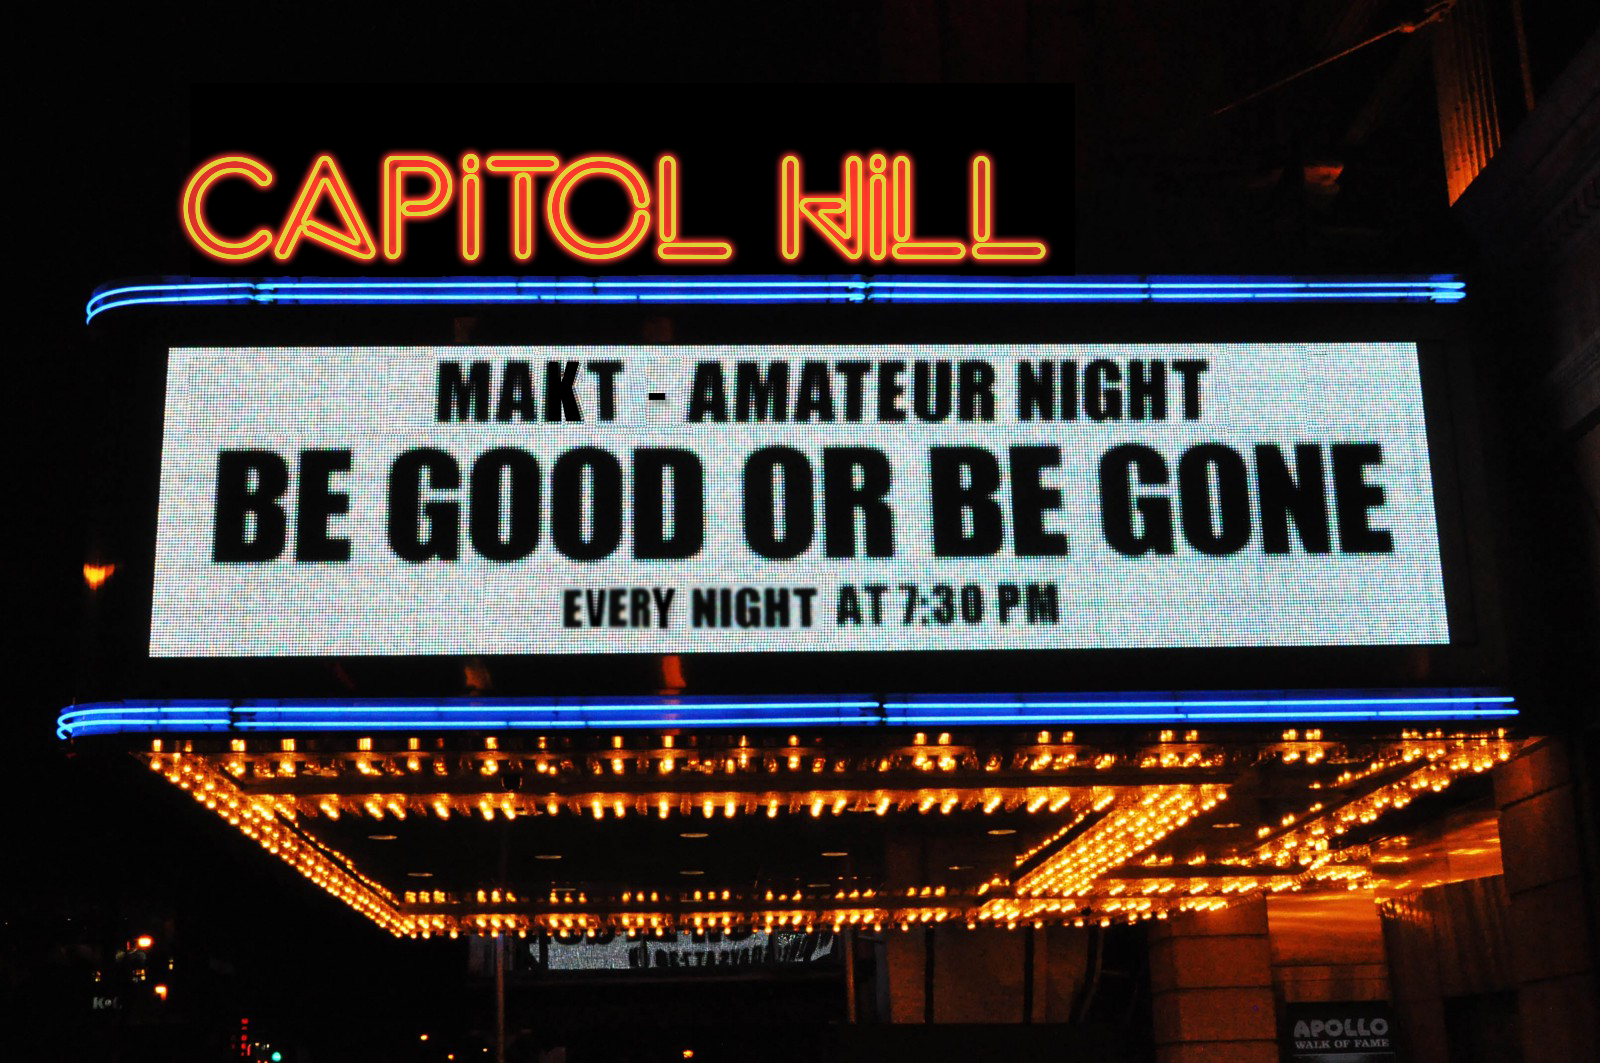 CAPITOL HILL
MAKT - AMATEUR NIGHT
BE GOOD OR BE GONE
EVERY NIGHT AT 7:30 PM
APOLLO
WALK OF FAME